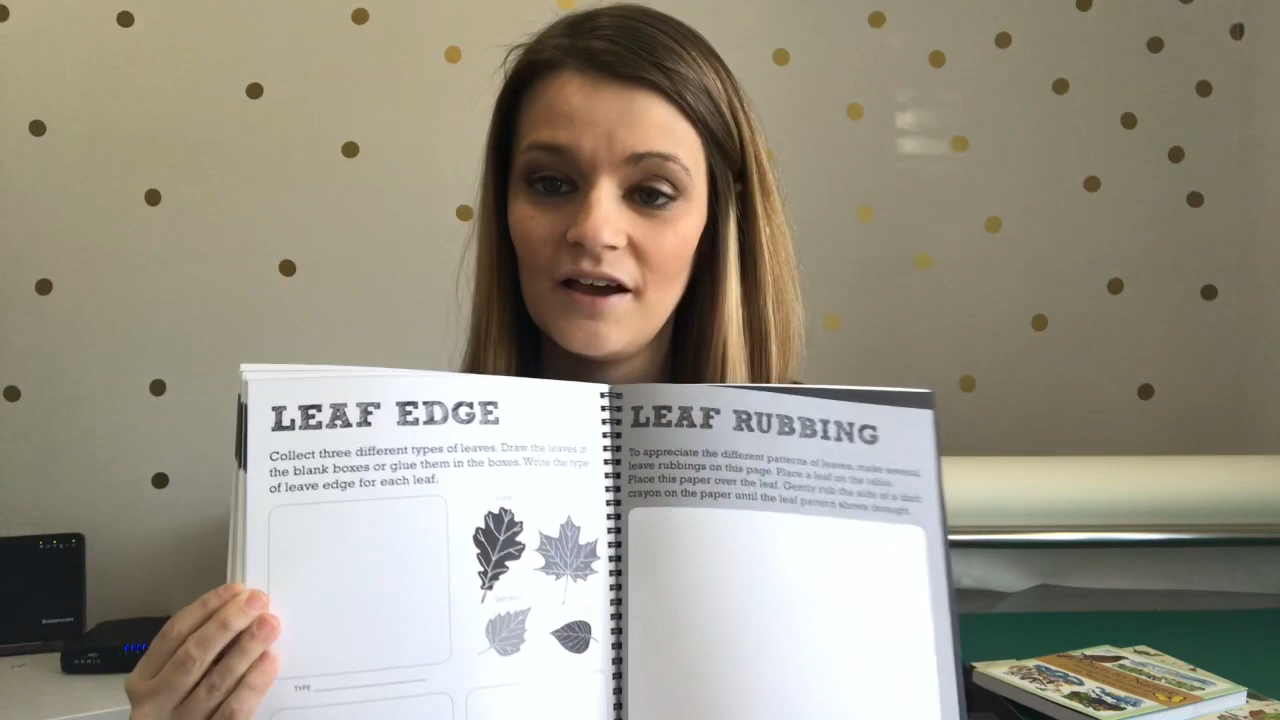 LEAF EDGE
Collect three different types of leaves. Draw the leaves in
the blank boxes or glue them in the boxes. Write the type
of leave edge for each leaf.
TYPE
LEAF RUBBING
To appreciate the different patterns of leaves, make several
leave rubbings on this page. Place a leaf on the table.
Place this paper over the leaf. Gently rub the side of a
crayon on the paper until the leaf pattern shows through.
ARRIS